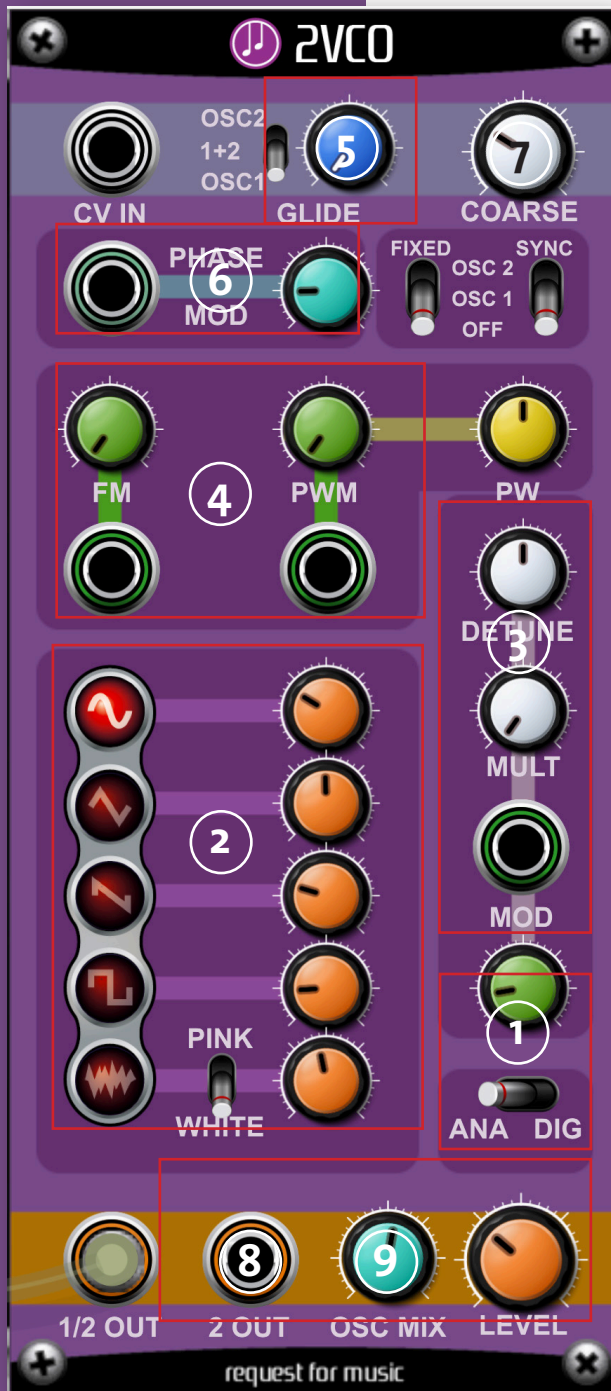 2VCO
OSC2
1+2
OSC1
5
7
CV IN
GLIDE
COARSE
PHASE
6
MOD
FIXED
SYNC
OSC 2
OSC 1
OFF
FM
4
PWM
PW
DETUNE
3
MULT
2
MOD
PINK
WHITE
1
ANA
DIG
8
9
1/2 OUT
2 OUT
OSC MIX
LEVEL
request for music